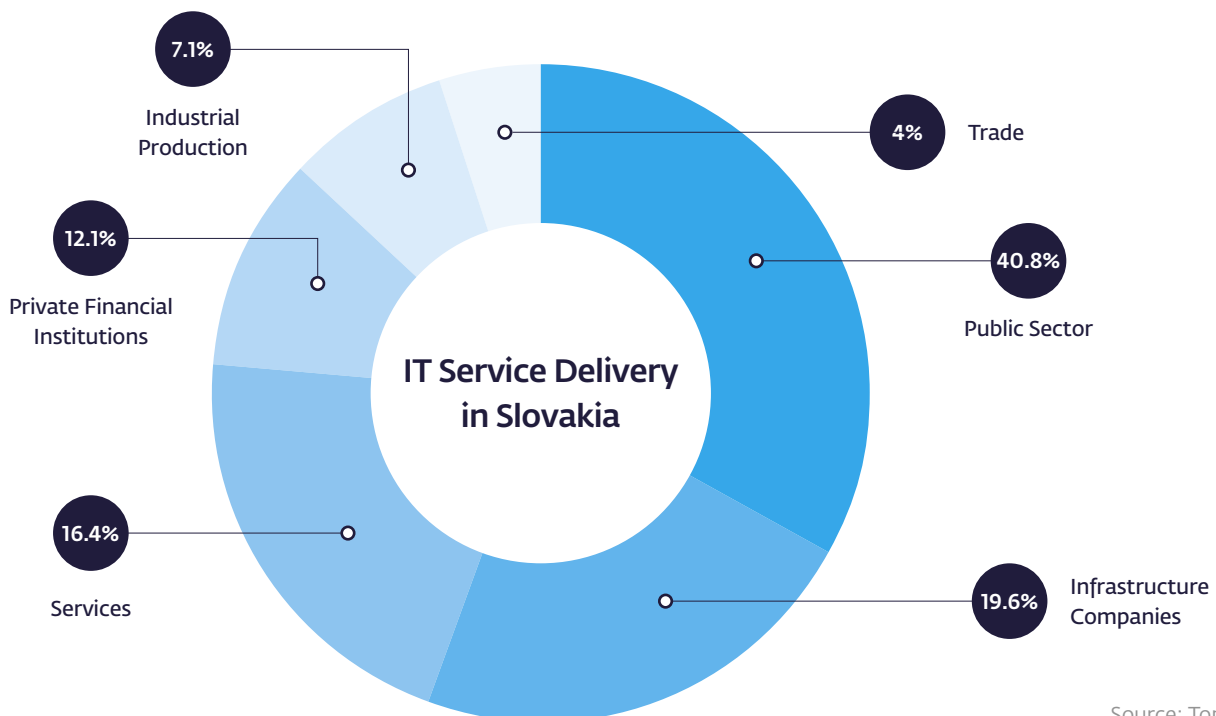 7.1%
Industrial
Production
4%
Trade
12.1%
Private Financial
Institutions
40.8%
Public Sector
IT Service Delivery
in Slovakia
16.4%
Services
19.6%
Infrastructure
Companies
Source: